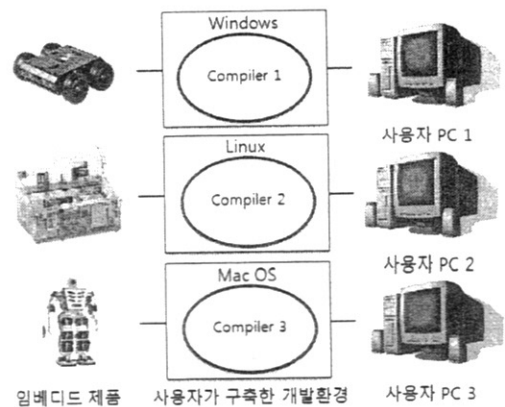 Windows
Compiler 1
사용자 PC 1
Linux
Compiler 2
사용자 PC 2
Mac OS
Compiler 3
임베디드 제품
사용자가 구축한 개발환경
사용자 PC 3